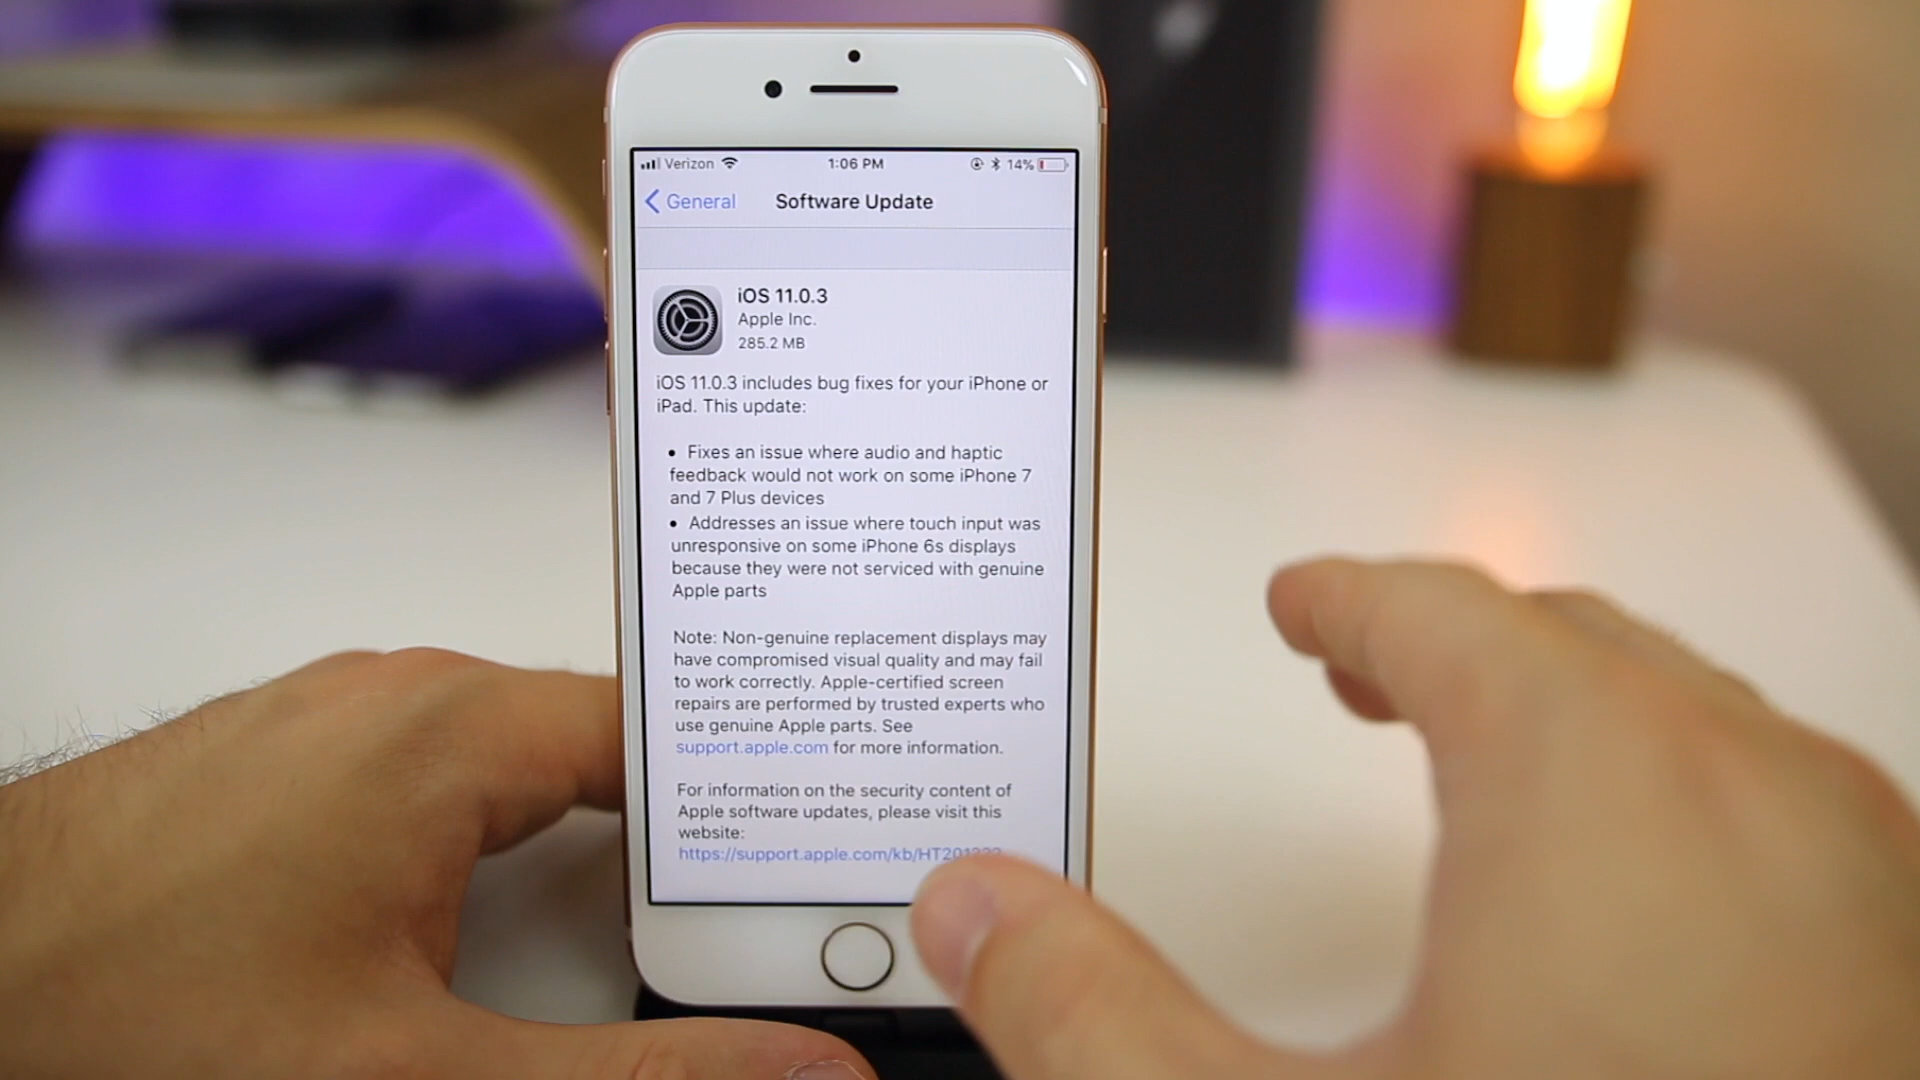 Verizon 1:06 PM 14%
General Software Update
iOS 11.0.3
Apple Inc.
285.2 MB
iOS 11.0.3 includes bug fixes for your iPhone or
iPad. This update:
• Fixes an issue where audio and haptic
feedback would not work on some iPhone 7
and 7 Plus devices
• Addresses an issue where touch input was
unresponsive on some iPhone 6s displays
because they were not serviced with genuine
Apple parts
Note: Non-genuine replacement displays may
have compromised visual quality and may fail
to work correctly. Apple-certified screen
repairs are performed by trusted experts who
use genuine Apple parts. See
support.apple.com for more information.
For information on the security content of
Apple software updates, please visit this
website: